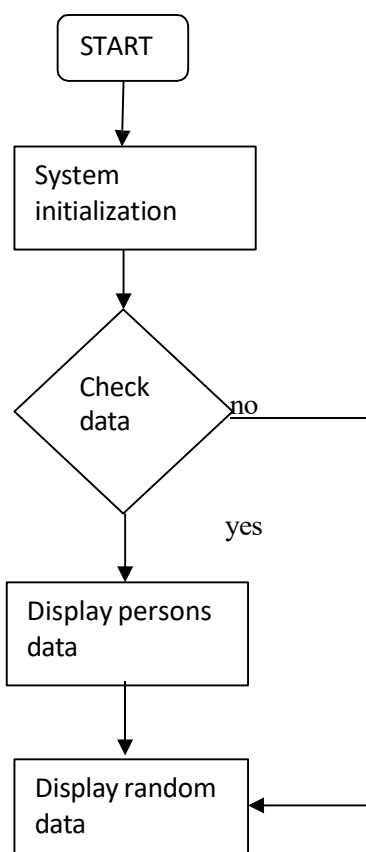 START
System
initialization
Check
data
no
yes
Display persons
data
Display random
data